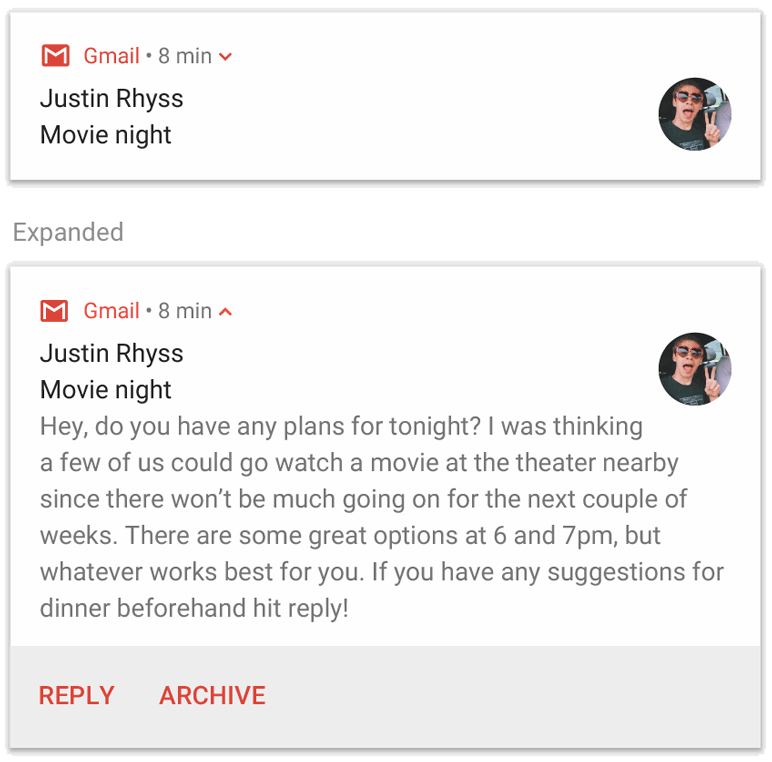 Gmail • 8 min
Justin Rhyss
Movie night
Expanded
Gmail • 8 min
Justin Rhyss
Movie night
Hey, do you have any plans for tonight? I was thinking
a few of us could go watch a movie at the theater nearby
since there won’t be much going on for the next couple of
weeks. There are some great options at 6 and 7pm, but
whatever works best for you. If you have any suggestions for
dinner beforehand hit reply!
REPLY ARCHIVE